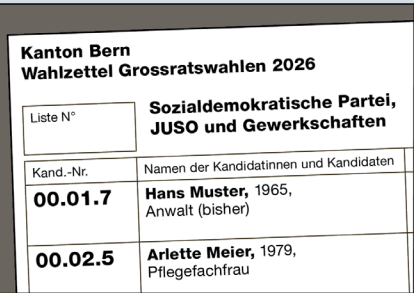 Kanton Bern
Wahlzettel Grossratswahlen 2026
Liste N°
Sozialdemokratische Partei,
JUSO und Gewerkschaften
Kand.-Nr.
Namen der Kandidatinnen und Kandidaten
00.01.7
Hans Muster, 1965,
Anwalt (bisher)
00.02.5
Arlette Meier, 1979,
Pflegefachfrau